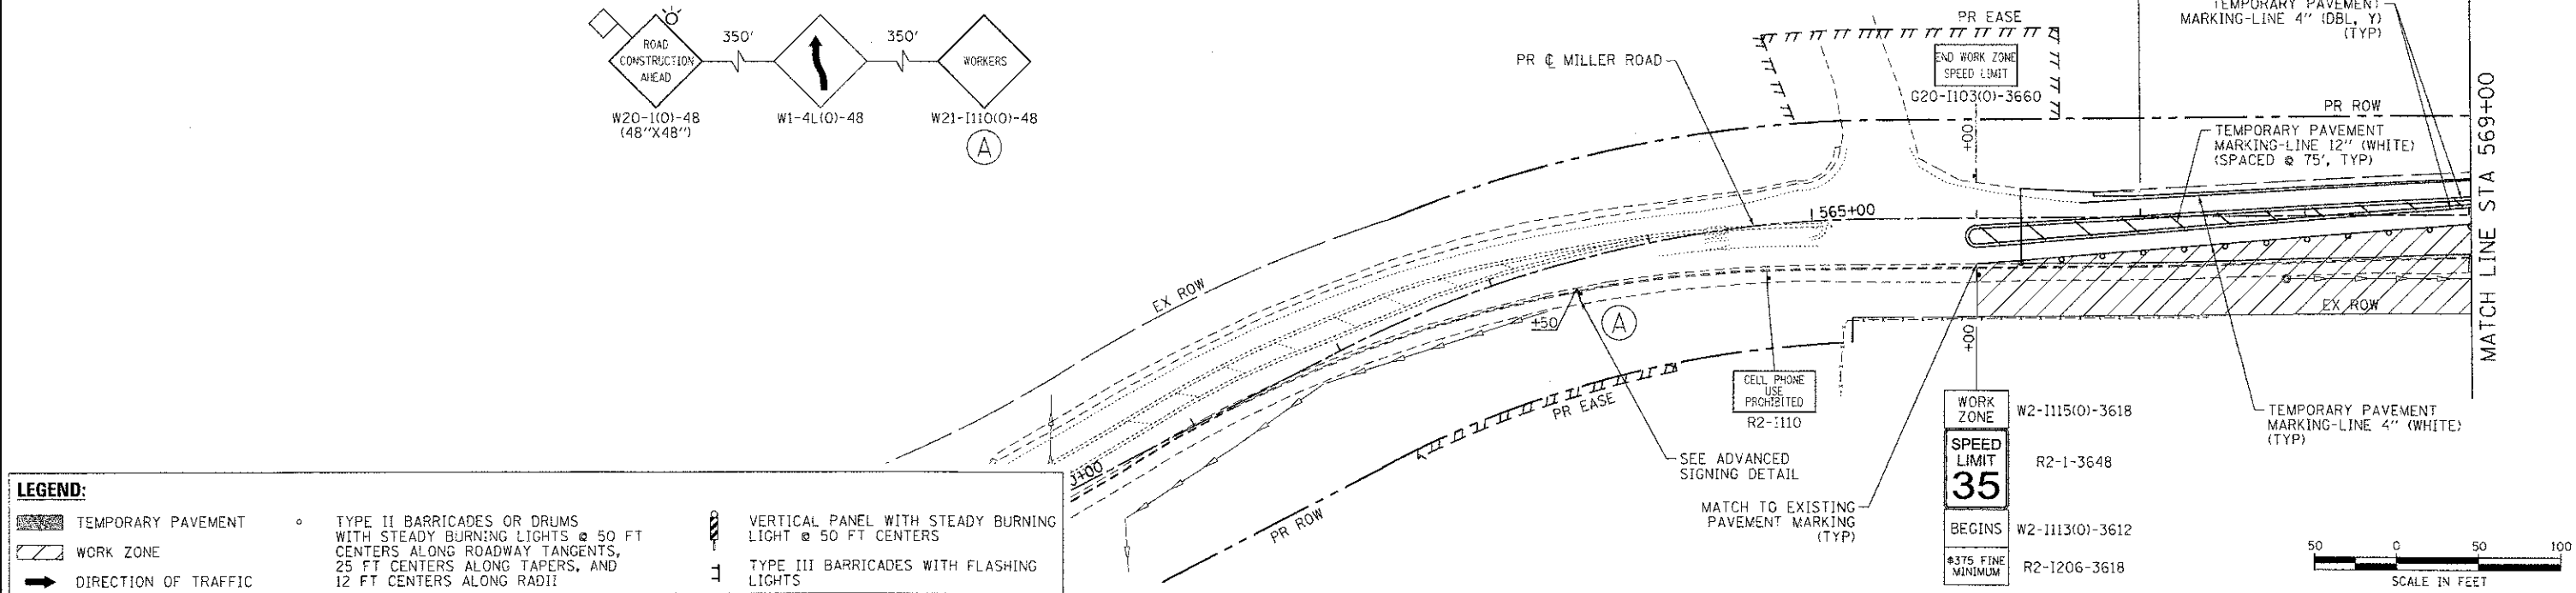 ROAD
CONSTRUCTION
AHEAD
350'
350'
WORKERS
W20-1(O)-48
(48"X48")
W1-4L(O)-48
W21-I110(O)-48
A
PR EASE
TEMPORARY PAVEMENT
MARKING-LINE 4" (DBL, Y)
(TYP)
PR ℄ MILLER ROAD
END WORK ZONE
SPEED LIMIT
G20-I103(O)-3660
+00
PR ROW
TEMPORARY PAVEMENT
MARKING-LINE 12" (WHITE)
(SPACED @ 75', TYP)
MATCH LINE STA 569+00
565+00
EX ROW
+50
A
EX ROW
+00
CELL PHONE
USE
PROHIBITED
R2-I110
PR EASE
WORK
ZONE
W2-I115(O)-3618
SPEED
LIMIT
35
R2-1-3648
BEGINS
W2-I113(O)-3612
$375 FINE
MINIMUM
R2-I206-3618
TEMPORARY PAVEMENT
MARKING-LINE 4" (WHITE)
(TYP)
SEE ADVANCED
SIGNING DETAIL
MATCH TO EXISTING
PAVEMENT MARKING
(TYP)
PR ROW
+00
LEGEND:
TEMPORARY PAVEMENT
WORK ZONE
DIRECTION OF TRAFFIC
TYPE II BARRICADES OR DRUMS
WITH STEADY BURNING LIGHTS @ 50 FT
CENTERS ALONG ROADWAY TANGENTS,
25 FT CENTERS ALONG TAPERS, AND
12 FT CENTERS ALONG RADII
VERTICAL PANEL WITH STEADY BURNING
LIGHT @ 50 FT CENTERS
TYPE III BARRICADES WITH FLASHING
LIGHTS
50 0 50 100
SCALE IN FEET